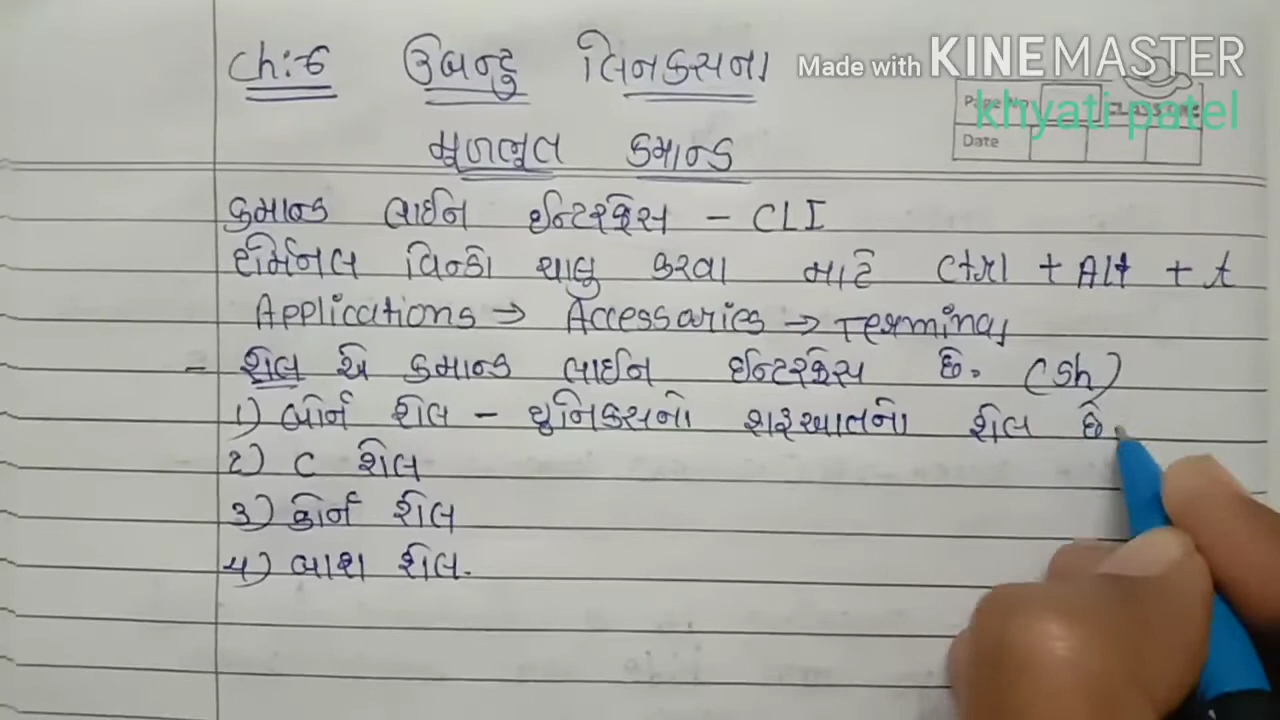 Ch:-6 ઉબન્ટુ લિનક્સના
મૂળભૂત કમાન્ડ
Made with KINEMASTER
khyati patel
Page No.
Date
કમાન્ડ લાઈન ઈન્ટરફેસ - CLI
ટર્મિનલ વિન્ડો ચાલુ કરવા માટે Ctrl + Alt + t
Applications → Accessaries → Terminal
- શેલ એ કમાન્ડ લાઈન ઈન્ટરફેસ છે. (Sh)
1) બોર્ન શેલ - યુનિક્સનો શરૂઆતનો શેલ છે.
2) C શેલ
3) કોર્ન શેલ
૫) બાશ શેલ.